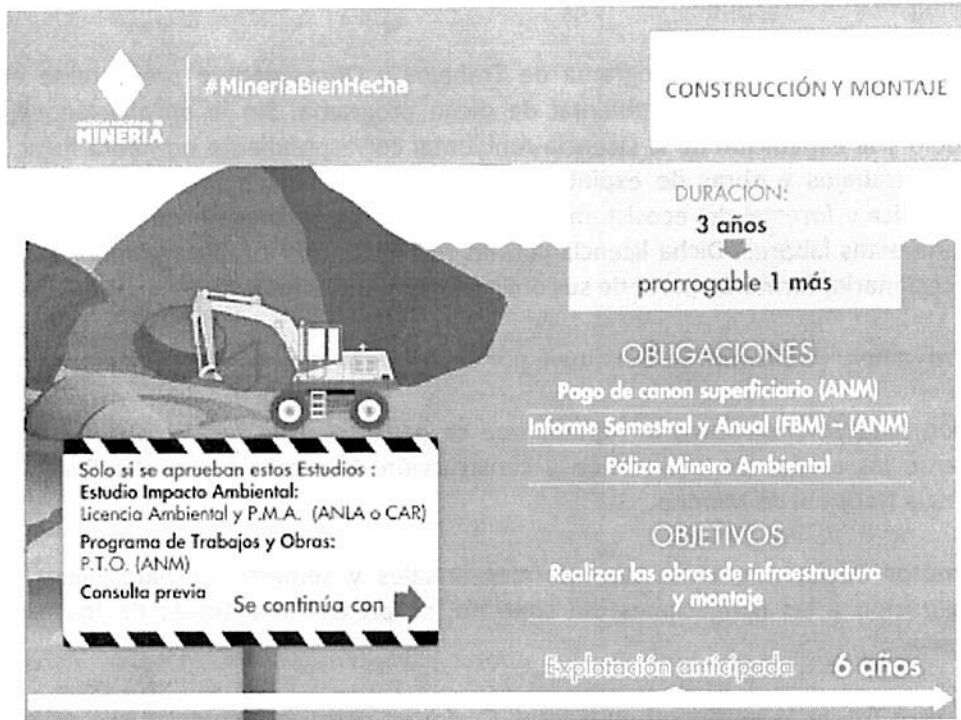 #MineríaBienHecha
AGENCIA NACIONAL DE
MINERÍA
CONSTRUCCIÓN Y MONTAJE
DURACIÓN:
3 años
prorrogable 1 más
OBLIGACIONES
Pago de canon superficiario (ANM)
Informe Semestral y Anual (FBM) – (ANM)
Póliza Minero Ambiental
OBJETIVOS
Realizar las obras de infraestructura
y montaje
Solo si se aprueban estos Estudios :
Estudio Impacto Ambiental:
Licencia Ambiental y P.M.A. (ANLA o CAR)
Programa de Trabajos y Obras:
P.T.O. (ANM)
Consulta previa
Se continúa con
Explotación anticipada 6 años